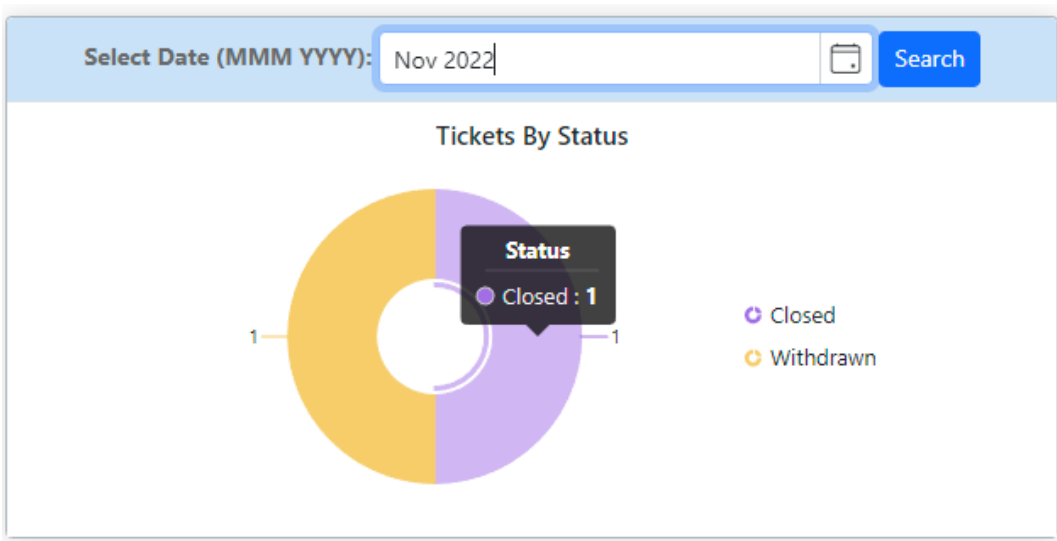 Select Date (MMM YYYY): Nov 2022 Search
Tickets By Status
Status
Closed : 1
1
1
Closed
Withdrawn